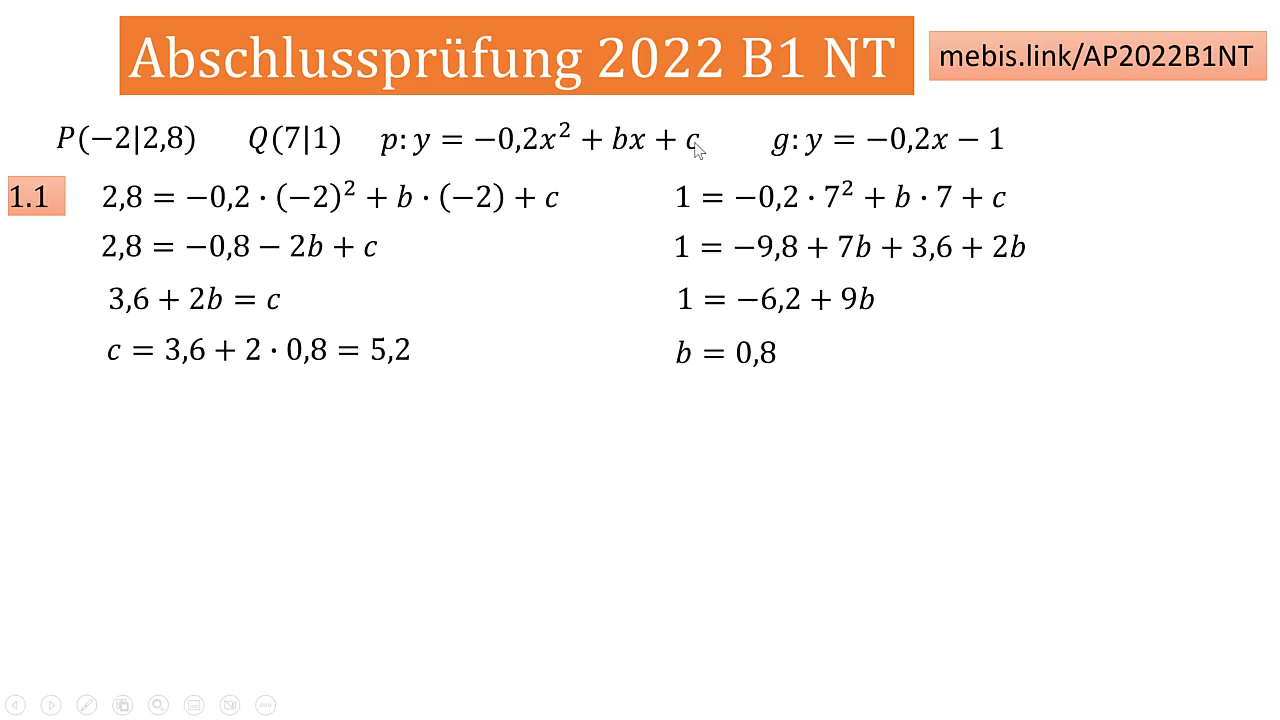 Abschlussprüfung 2022 B1 NT
mebis.link/AP2022B1NT
P(−2|2,8) Q(7|1) p: y = −0,2x² + bx + c g: y = −0,2x − 1
1.1 2,8 = −0,2 · (−2)² + b · (−2) + c 1 = −0,2 · 7² + b · 7 + c
2,8 = −0,8 − 2b + c 1 = −9,8 + 7b + 3,6 + 2b
3,6 + 2b = c 1 = −6,2 + 9b
c = 3,6 + 2 · 0,8 = 5,2 b = 0,8